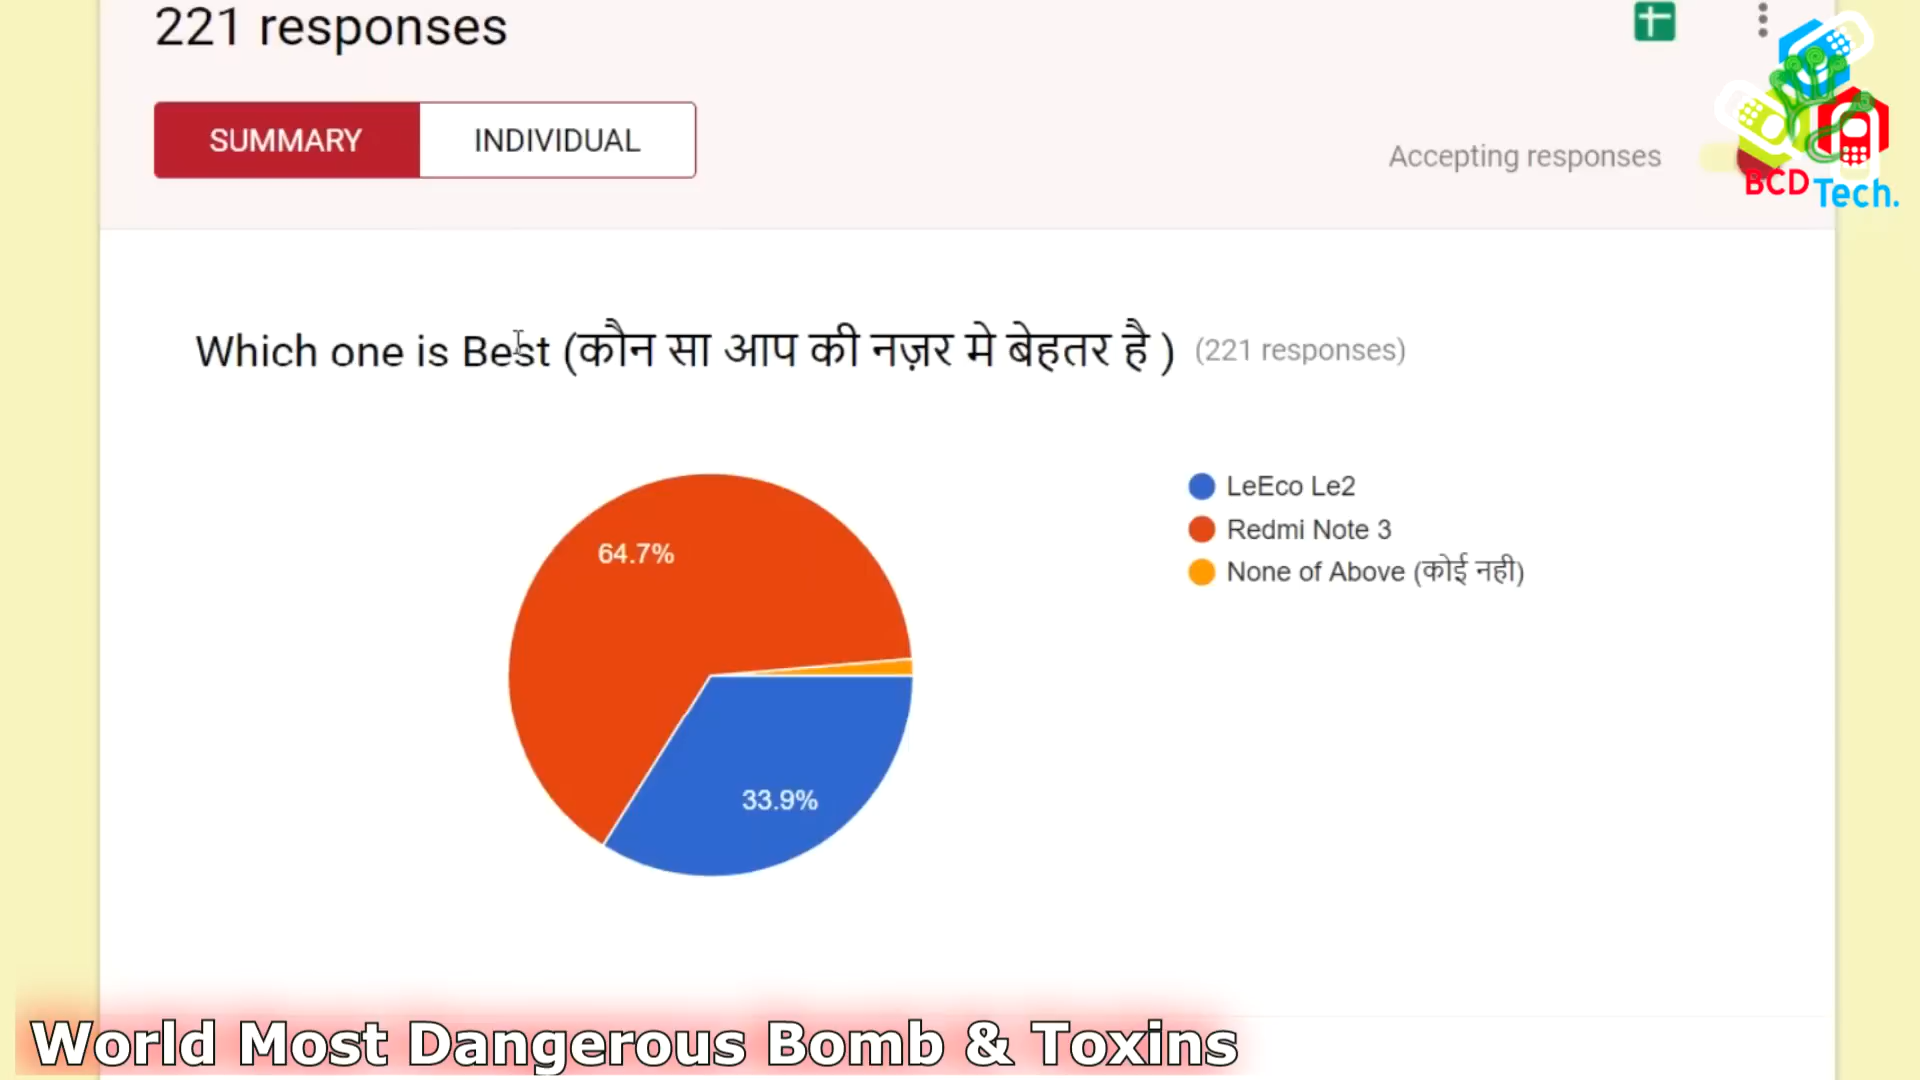 221 responses
SUMMARY INDIVIDUAL
Accepting responses
BCD Tech.
Which one is Best (कौन सा आप की नज़र मे बेहतर है ) (221 responses)
LeEco Le2
Redmi Note 3
None of Above (कोई नही)
64.7%
33.9%
World Most Dangerous Bomb & Toxins